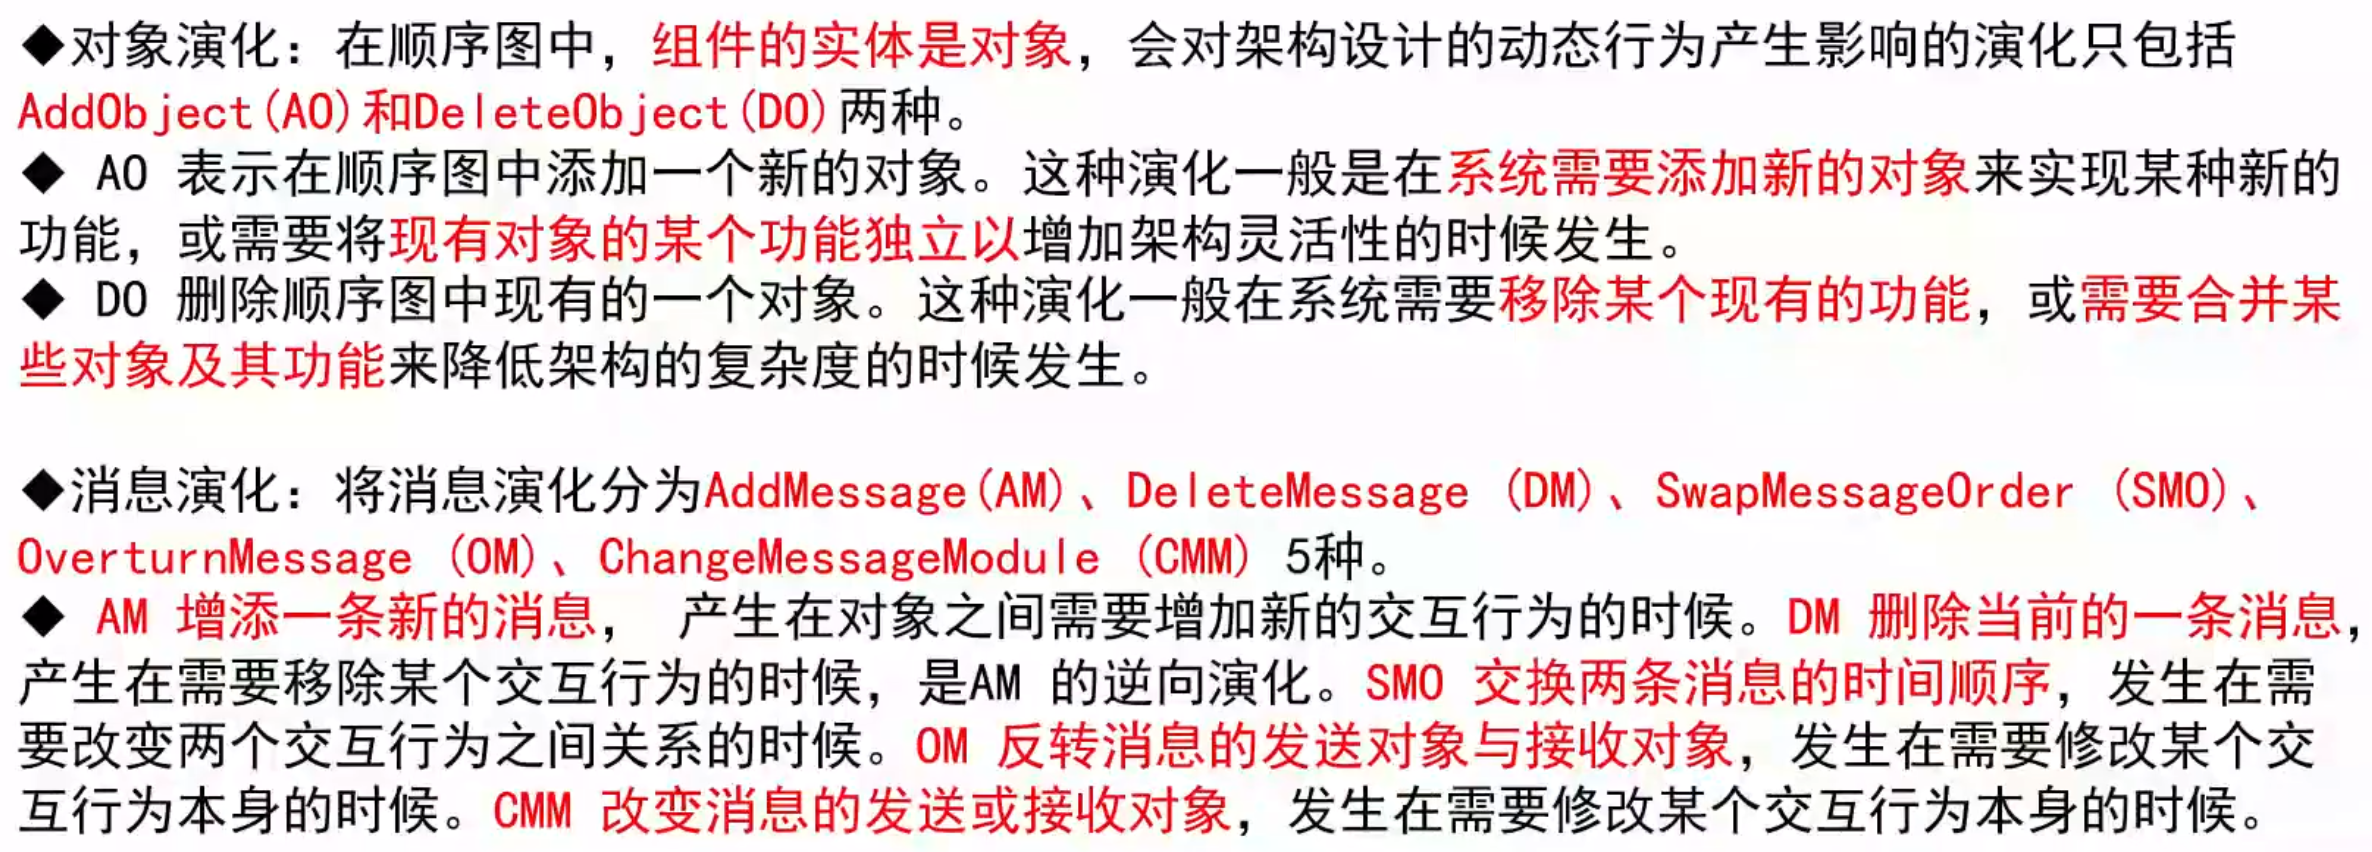 ◆对象演化：在顺序图中，组件的实体是对象，会对架构设计的动态行为产生影响的演化只包括
AddObject(AO)和DeleteObject(DO)两种。
◆ AO 表示在顺序图中添加一个新的对象。这种演化一般是在系统需要添加新的对象来实现某种新的
功能，或需要将现有对象的某个功能独立以增加架构灵活性的时候发生。
◆ DO 删除顺序图中现有的一个对象。这种演化一般在系统需要移除某个现有的功能，或需要合并某
些对象及其功能来降低架构的复杂度的时候发生。
◆消息演化：将消息演化分为AddMessage(AM)、DeleteMessage (DM)、SwapMessageOrder (SMO)、
OverturnMessage (OM)、ChangeMessageModule (CMM) 5种。
◆ AM 增添一条新的消息， 产生在对象之间需要增加新的交互行为的时候。DM 删除当前的一条消息，
产生在需要移除某个交互行为的时候，是AM 的逆向演化。SMO 交换两条消息的时间顺序，发生在需
要改变两个交互行为之间关系的时候。OM 反转消息的发送对象与接收对象，发生在需要修改某个交
互行为本身的时候。CMM 改变消息的发送或接收对象，发生在需要修改某个交互行为本身的时候。